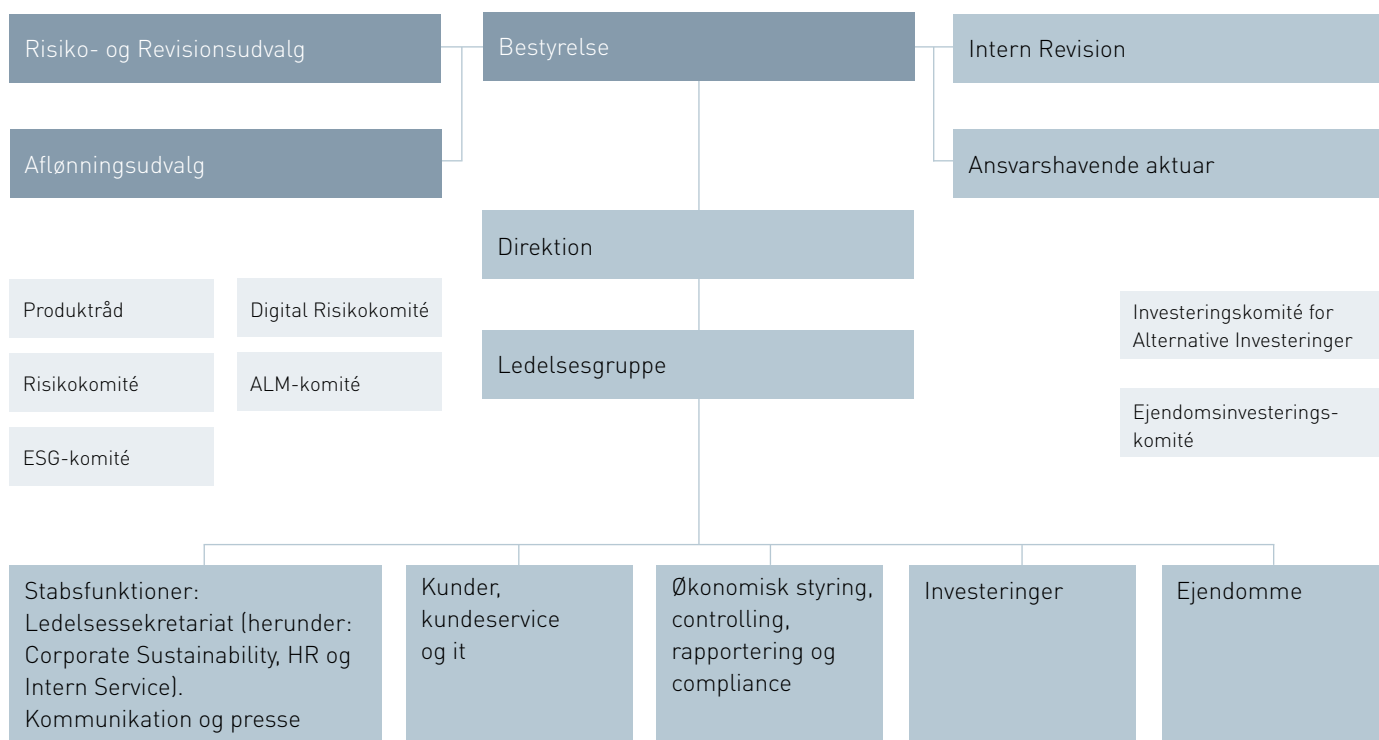 Risiko- og Revisionsudvalg
Bestyrelse
Intern Revision
Aflønningsudvalg
Ansvarshavende aktuar
Direktion
Produktråd
Digital Risikokomité
Investeringskomité for
Alternative Investeringer
Ledelsesgruppe
Risikokomité
ALM-komité
Ejendomsinvesterings-
komité
ESG-komité
Stabsfunktioner:
Ledelsessekretariat (herunder:
Corporate Sustainability, HR og
Intern Service).
Kommunikation og presse
Kunder,
kundeservice
og it
Økonomisk styring,
controlling,
rapportering og
compliance
Investeringer
Ejendomme